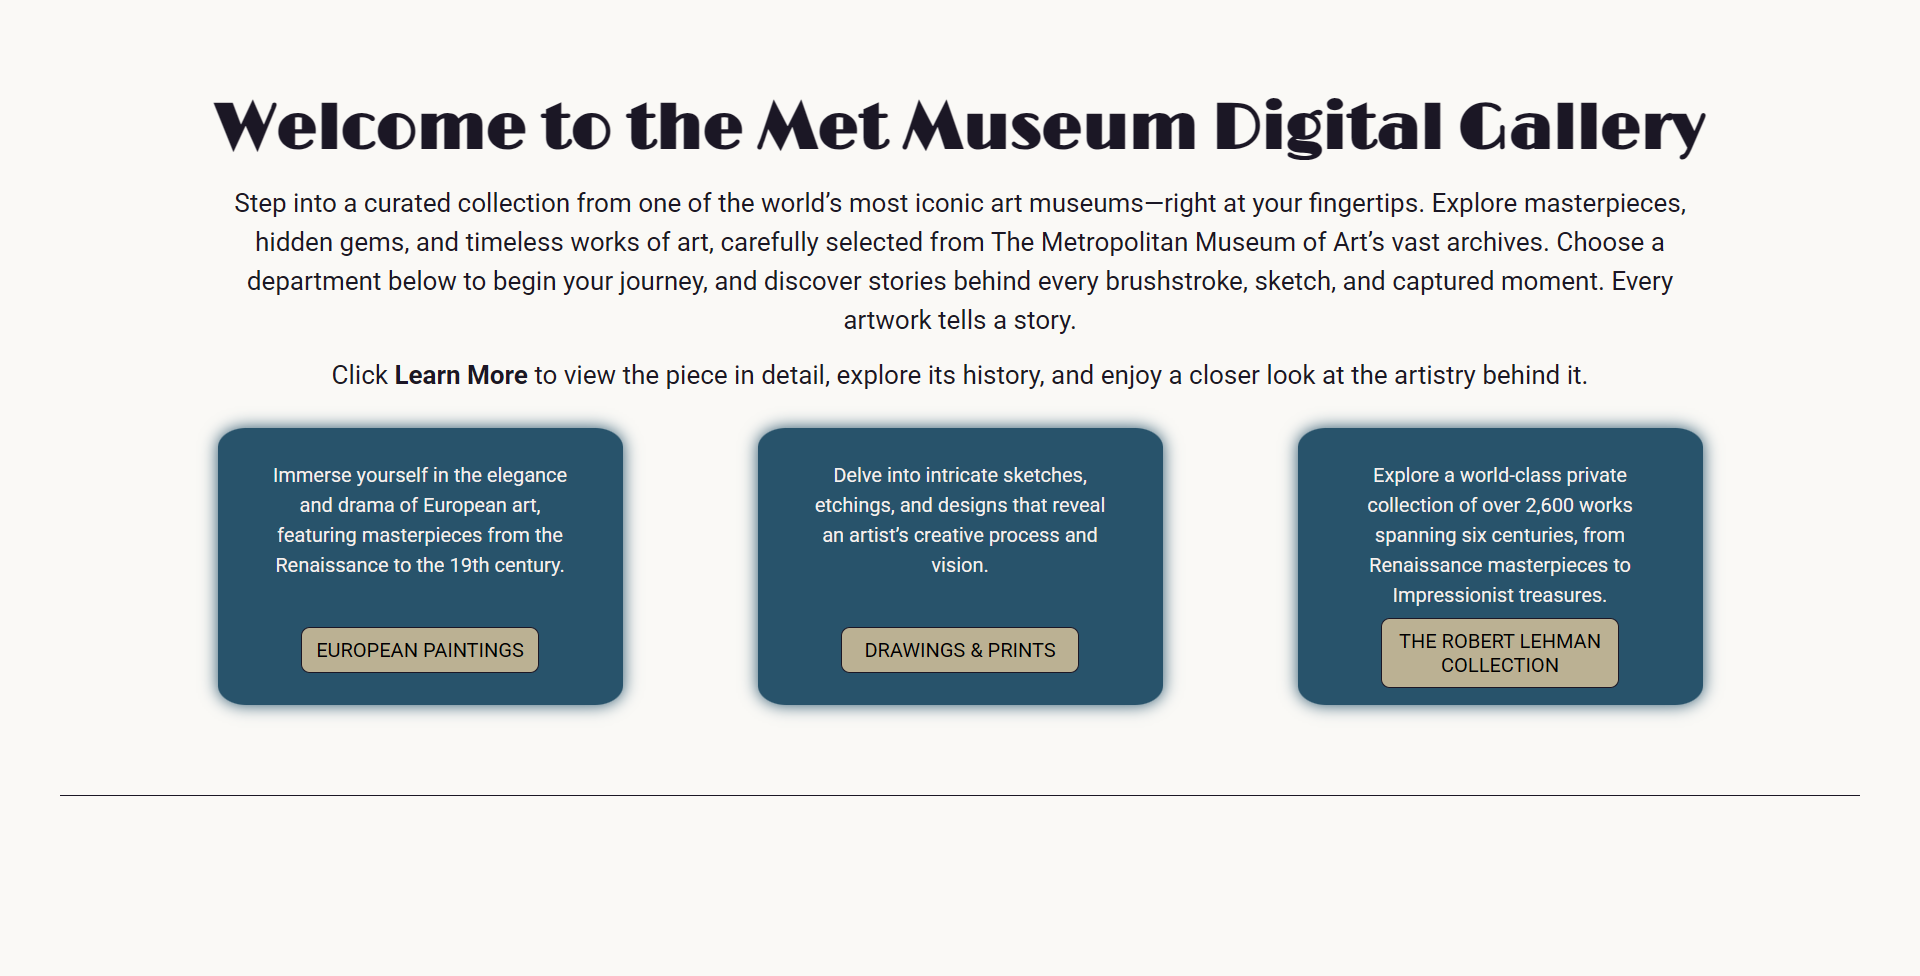 Welcome to the Met Museum Digital Gallery
Step into a curated collection from one of the world’s most iconic art museums—right at your fingertips. Explore masterpieces,
hidden gems, and timeless works of art, carefully selected from The Metropolitan Museum of Art’s vast archives. Choose a
department below to begin your journey, and discover stories behind every brushstroke, sketch, and captured moment. Every
artwork tells a story.
Click Learn More to view the piece in detail, explore its history, and enjoy a closer look at the artistry behind it.
Immerse yourself in the elegance
and drama of European art,
featuring masterpieces from the
Renaissance to the 19th century.
EUROPEAN PAINTINGS
Delve into intricate sketches,
etchings, and designs that reveal
an artist’s creative process and
vision.
DRAWINGS & PRINTS
Explore a world-class private
collection of over 2,600 works
spanning six centuries, from
Renaissance masterpieces to
Impressionist treasures.
THE ROBERT LEHMAN
COLLECTION